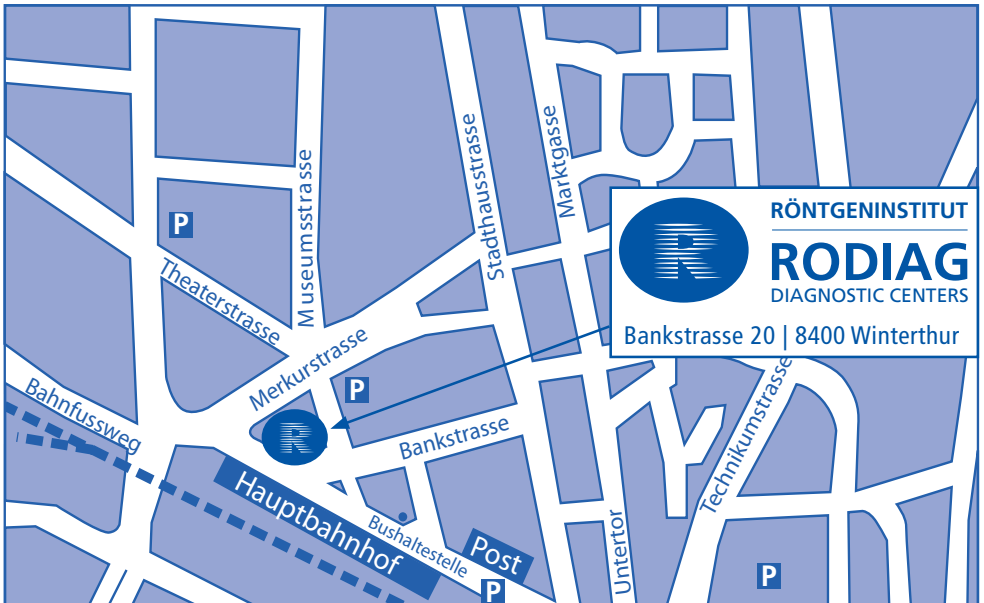 Museumsstrasse
Stadthausstrasse
Marktgasse
P
RÖNTGENINSTITUT
R
RODIAG
DIAGNOSTIC CENTERS
Bankstrasse 20 | 8400 Winterthur
Theaterstrasse
Merkurstrasse
P
Bahnfussweg
R
Bankstrasse
Technikumstrasse
Hauptbahnhof
Bushaltestelle
Post
Untertor
P
P